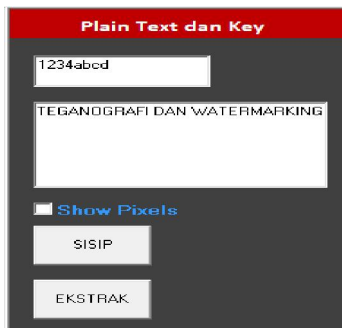 Plain Text dan Key
1234abcd
TEGANOGRAFI DAN WATERMARKING
Show Pixels
SISIP
EKSTRAK